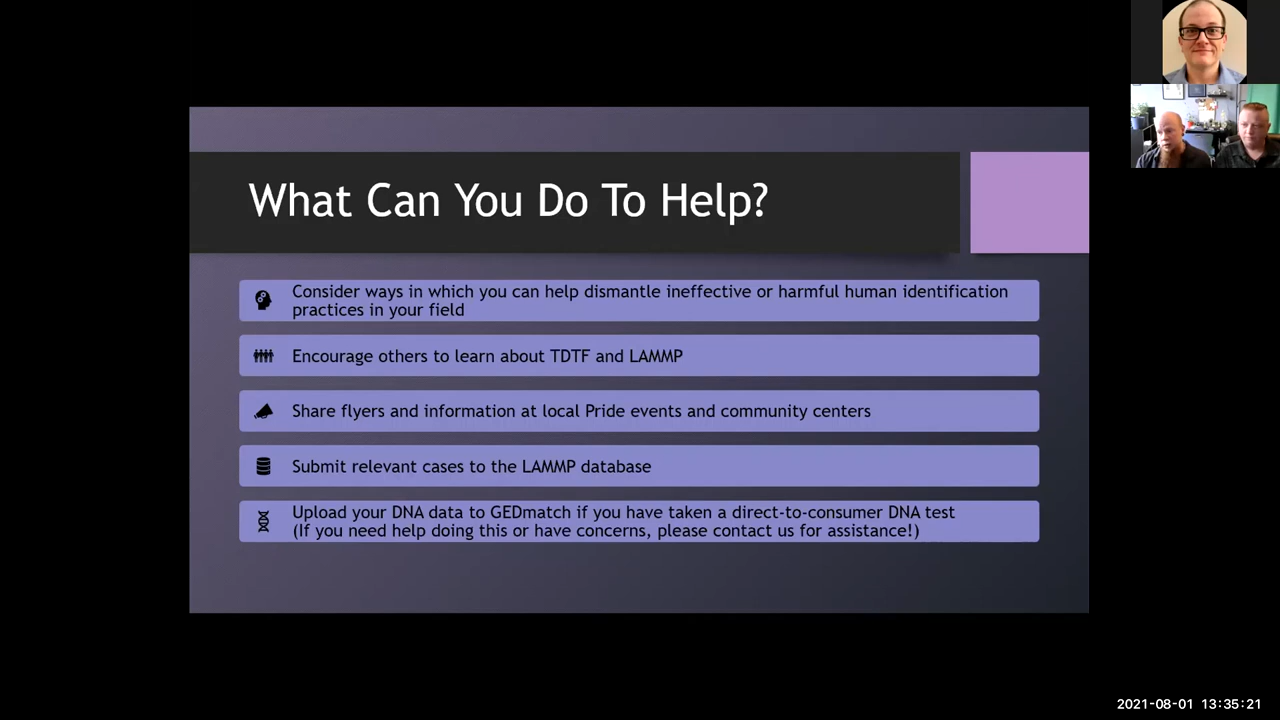 What Can You Do To Help?
Consider ways in which you can help dismantle ineffective or harmful human identification
practices in your field
Encourage others to learn about TDTF and LAMMP
Share flyers and information at local Pride events and community centers
Submit relevant cases to the LAMMP database
Upload your DNA data to GEDmatch if you have taken a direct-to-consumer DNA test
(If you need help doing this or have concerns, please contact us for assistance!)
2021-08-01 13:35:21